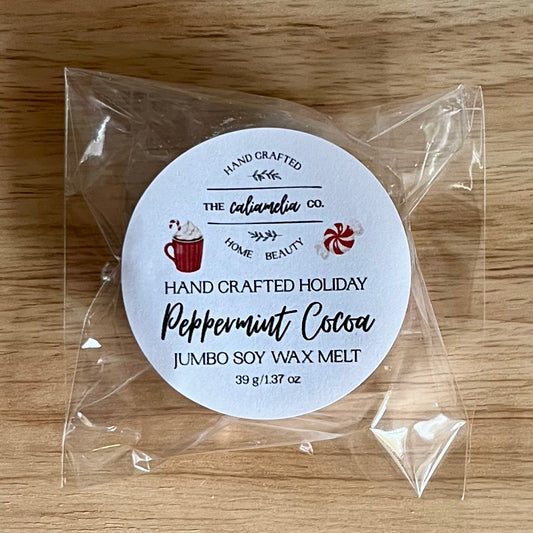 HAND CRAFTED
THE caliamelia CO.
HOME BEAUTY
HAND CRAFTED HOLIDAY
Peppermint Cocoa
JUMBO SOY WAX MELT
39 g/1.37 oz